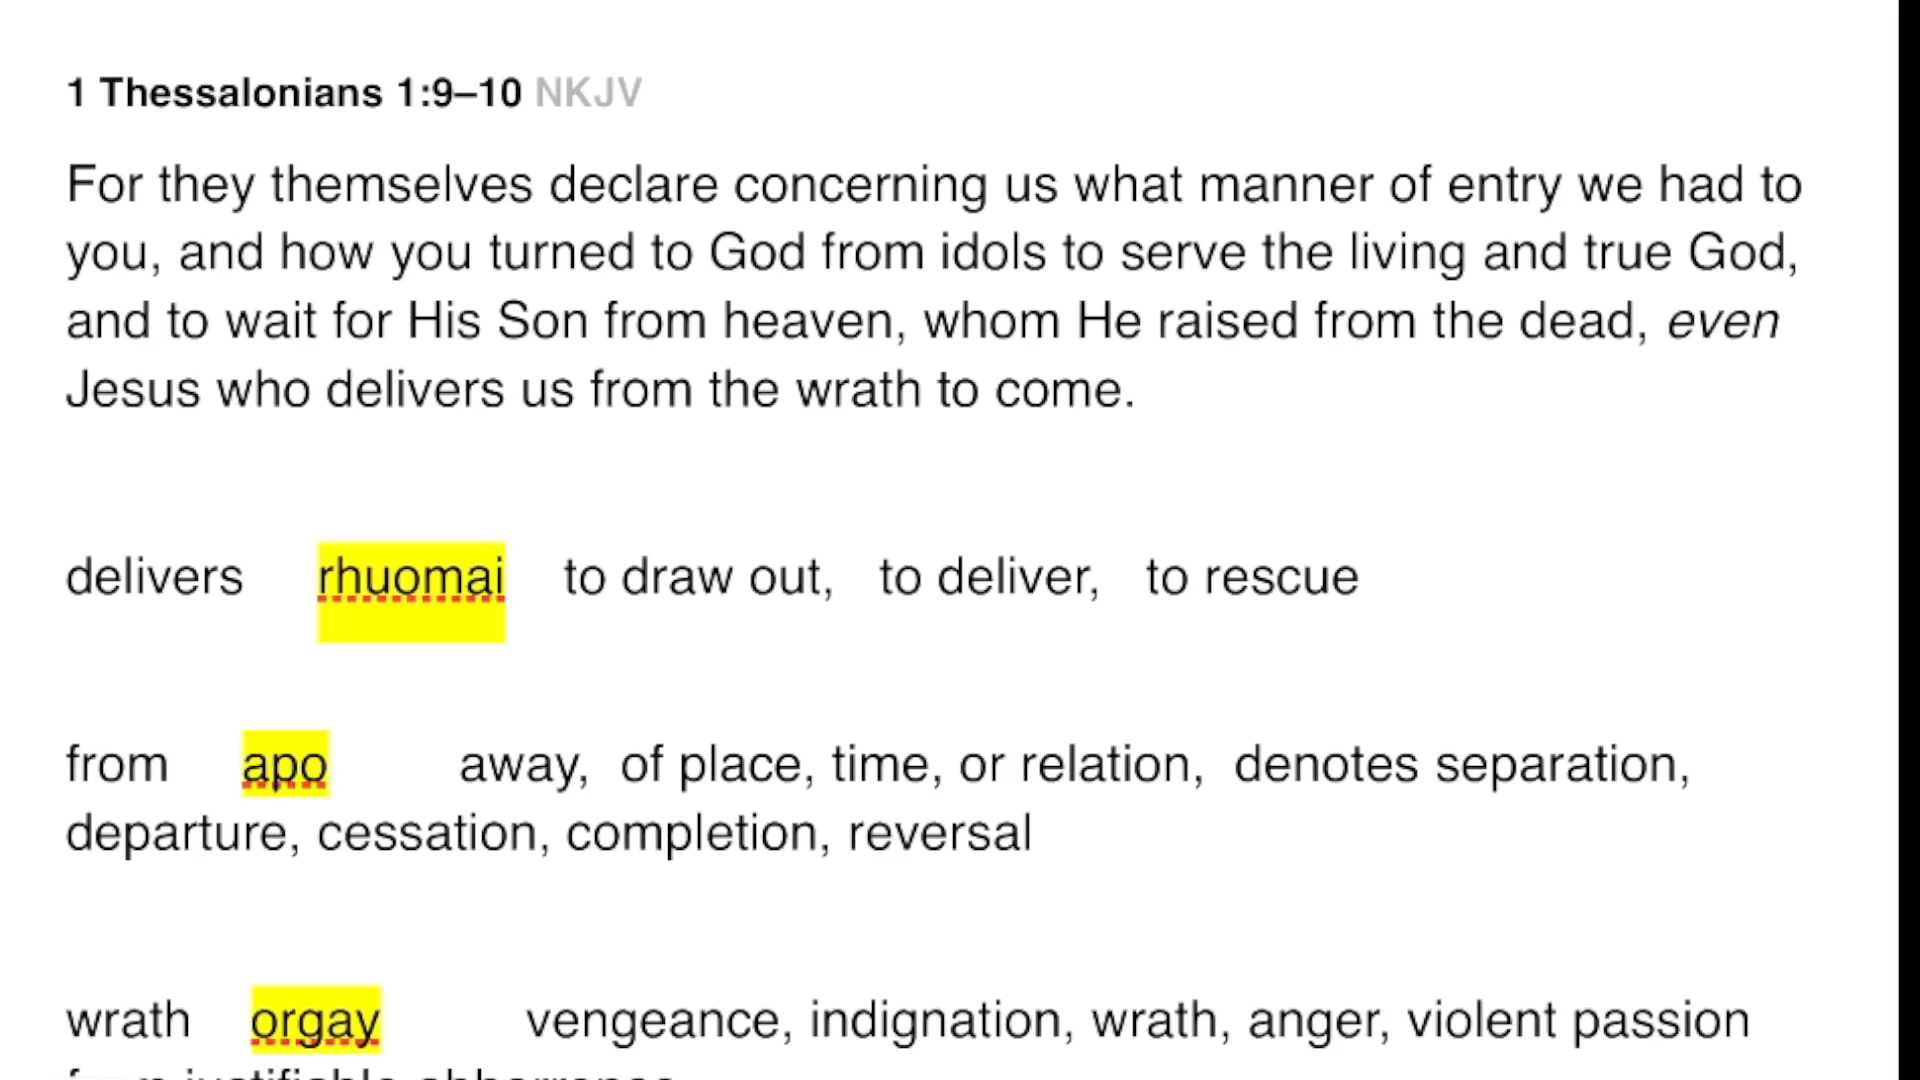 1 Thessalonians 1:9–10 NKJV
For they themselves declare concerning us what manner of entry we had to
you, and how you turned to God from idols to serve the living and true God,
and to wait for His Son from heaven, whom He raised from the dead, even
Jesus who delivers us from the wrath to come.
delivers rhuomai to draw out, to deliver, to rescue
from apo away, of place, time, or relation, denotes separation,
departure, cessation, completion, reversal
wrath orgay vengeance, indignation, wrath, anger, violent passion
justifiable abhorrence